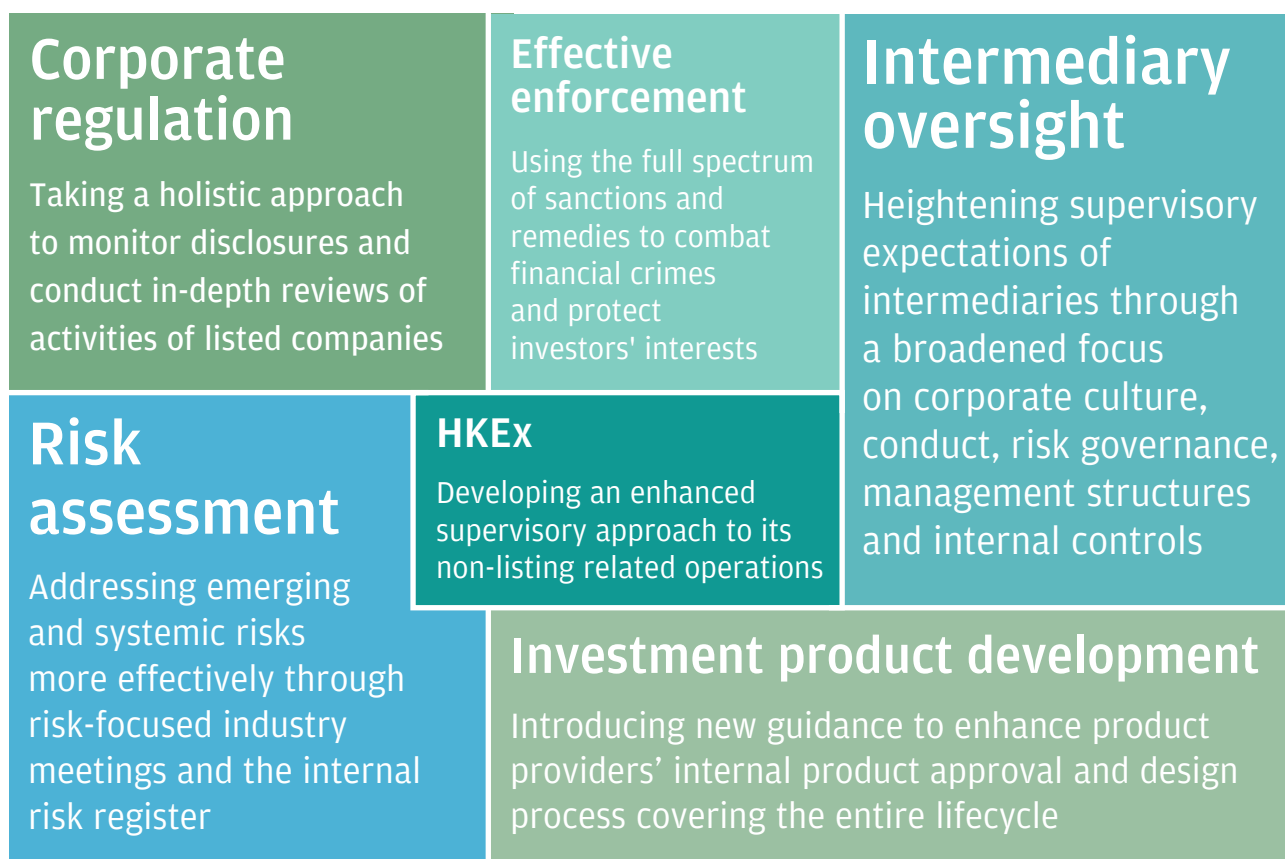 Corporate
regulation
Taking a holistic approach
to monitor disclosures and
conduct in-depth reviews of
activities of listed companies
Effective
enforcement
Using the full spectrum
of sanctions and
remedies to combat
financial crimes
and protect
investors' interests
Intermediary
oversight
Heightening supervisory
expectations of
intermediaries through
a broadened focus
on corporate culture,
conduct, risk governance,
management structures
and internal controls
Risk
assessment
Addressing emerging
and systemic risks
more effectively through
risk-focused industry
meetings and the internal
risk register
HKEx
Developing an enhanced
supervisory approach to its
non-listing related operations
Investment product development
Introducing new guidance to enhance product
providers’ internal product approval and design
process covering the entire lifecycle